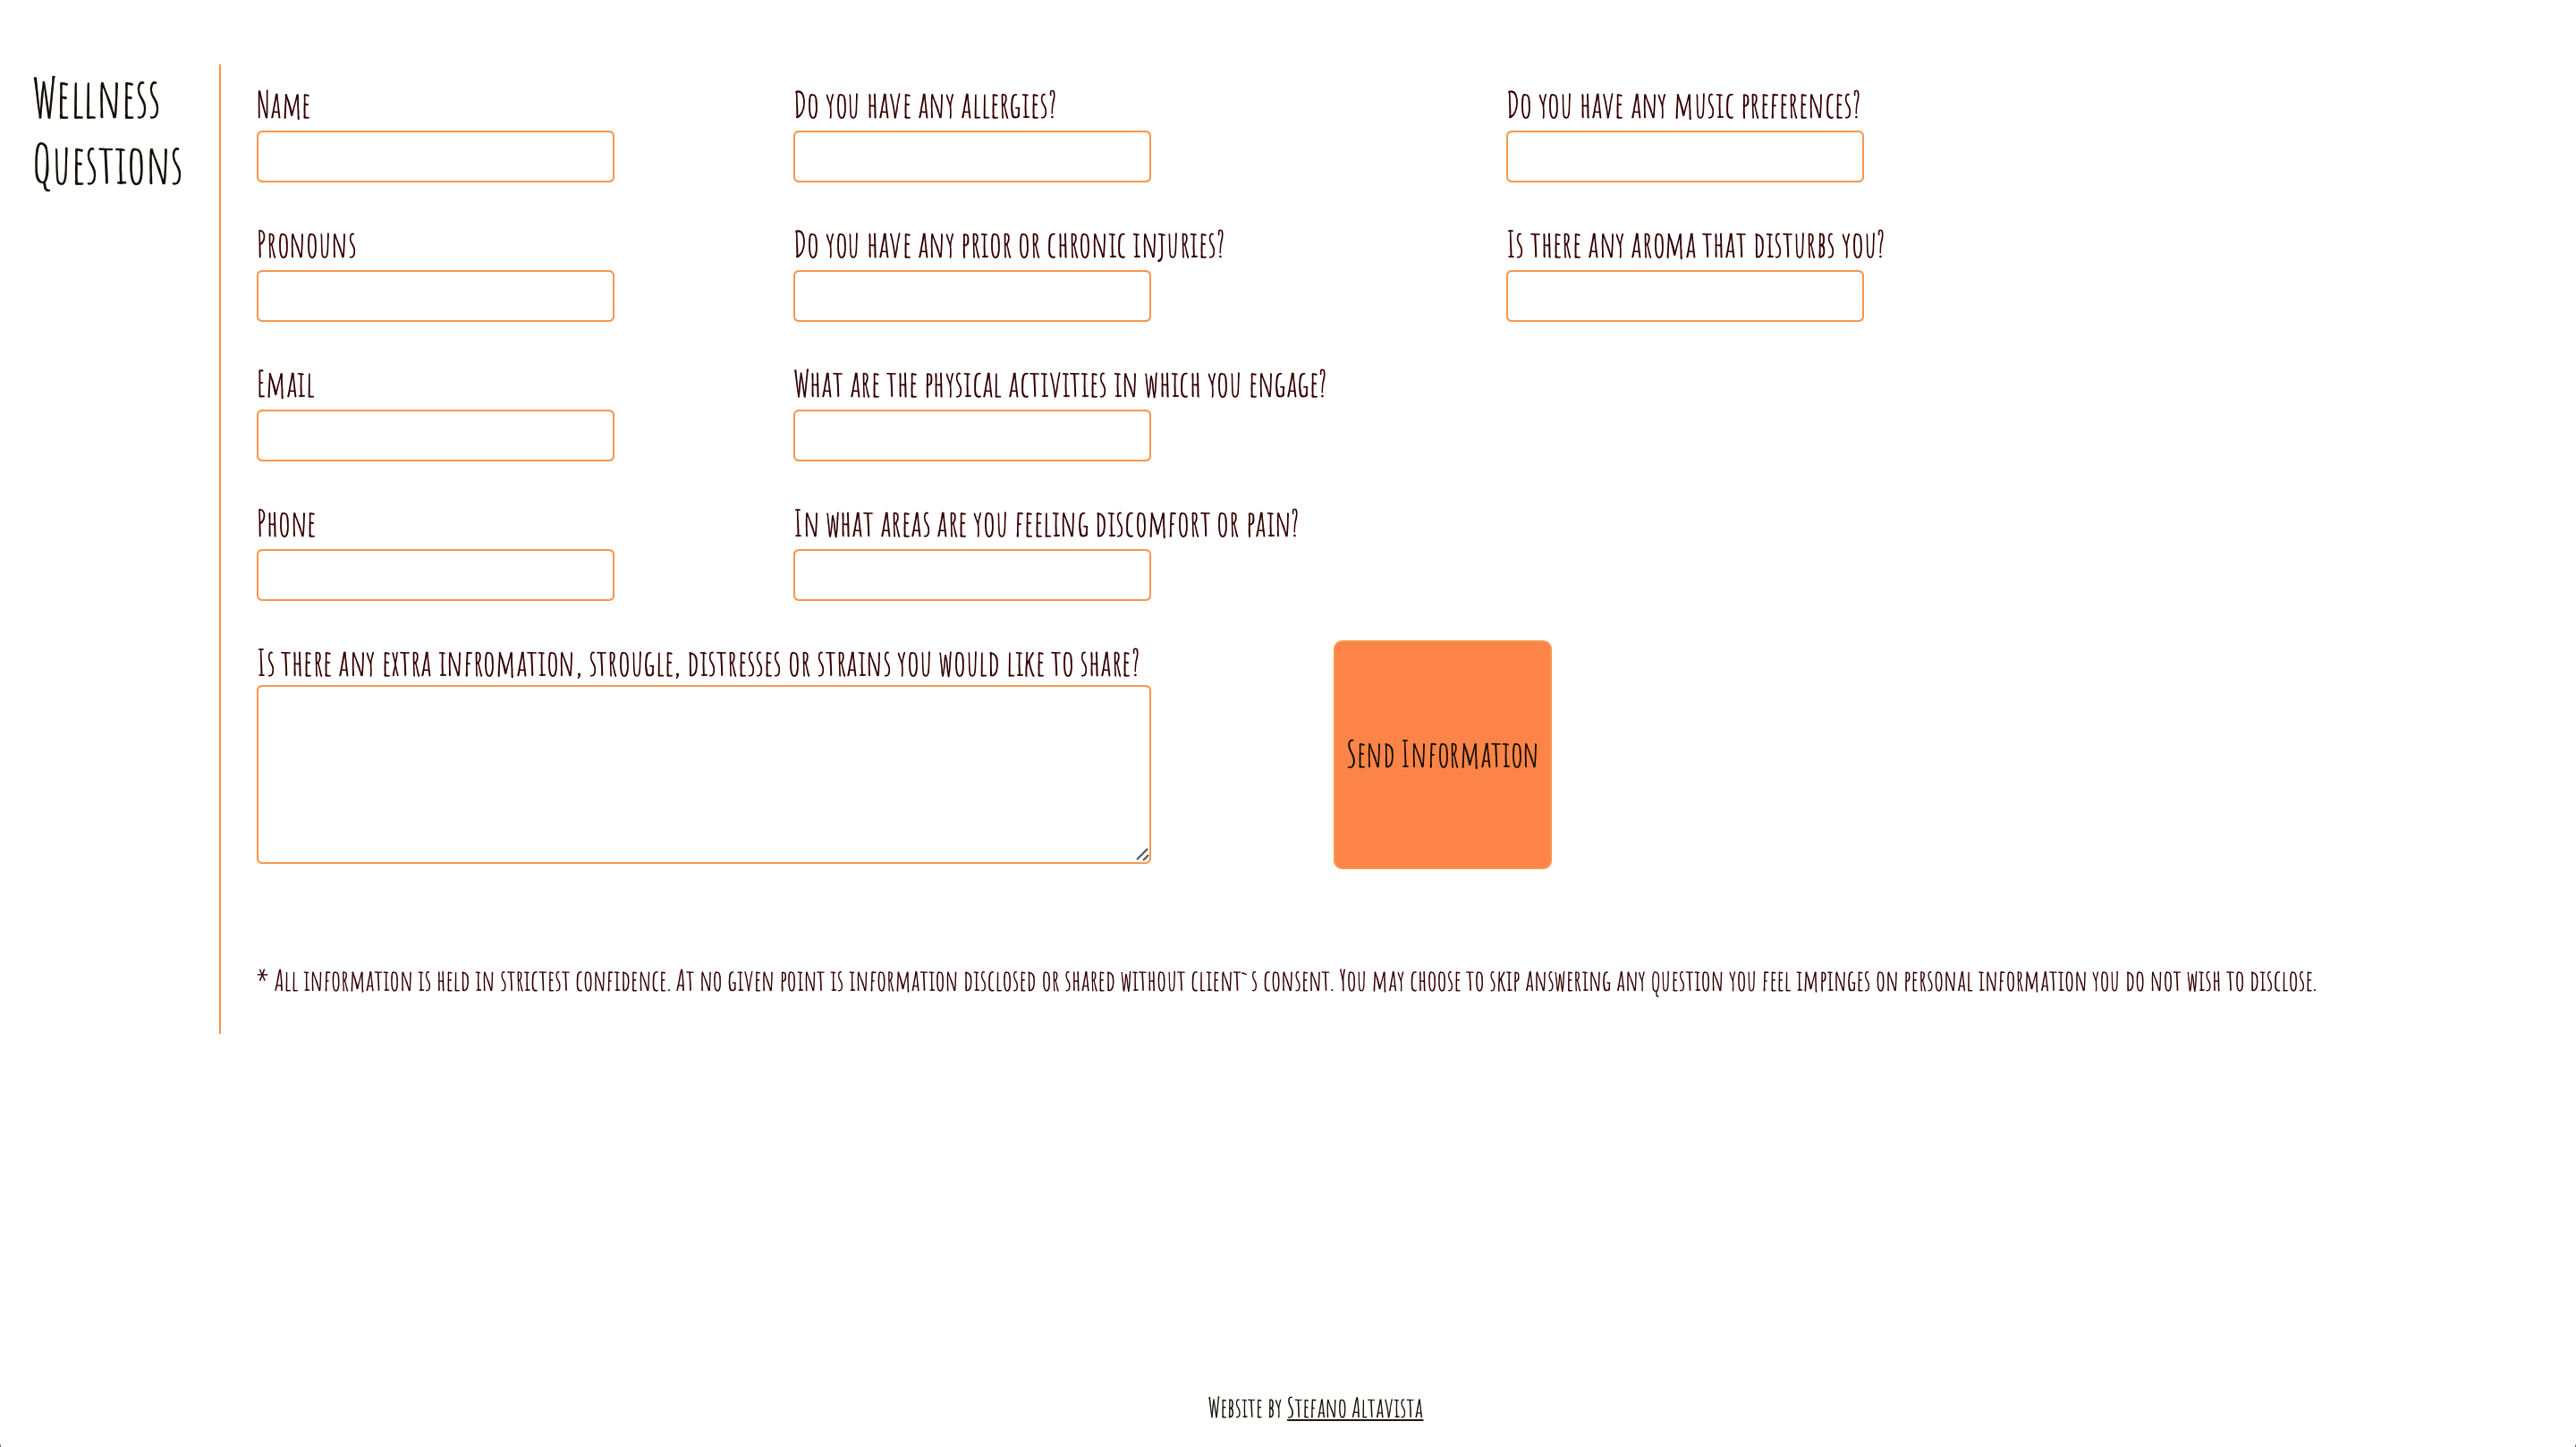 Wellness
Questions
Name
Do you have any allergies?
Do you have any music preferences?
Pronouns
Do you have any prior or chronic injuries?
Is there any aroma that disturbs you?
Email
What are the physical activities in which you engage?
Phone
In what areas are you feeling discomfort or pain?
Is there any extra infromation, strougle, distresses or strains you would like to share?
Send Information
* All information is held in strictest confidence. At no given point is information disclosed or shared without client`s consent. You may choose to skip answering any question you feel impinges on personal information you do not wish to disclose.
Website by Stefano Altavista